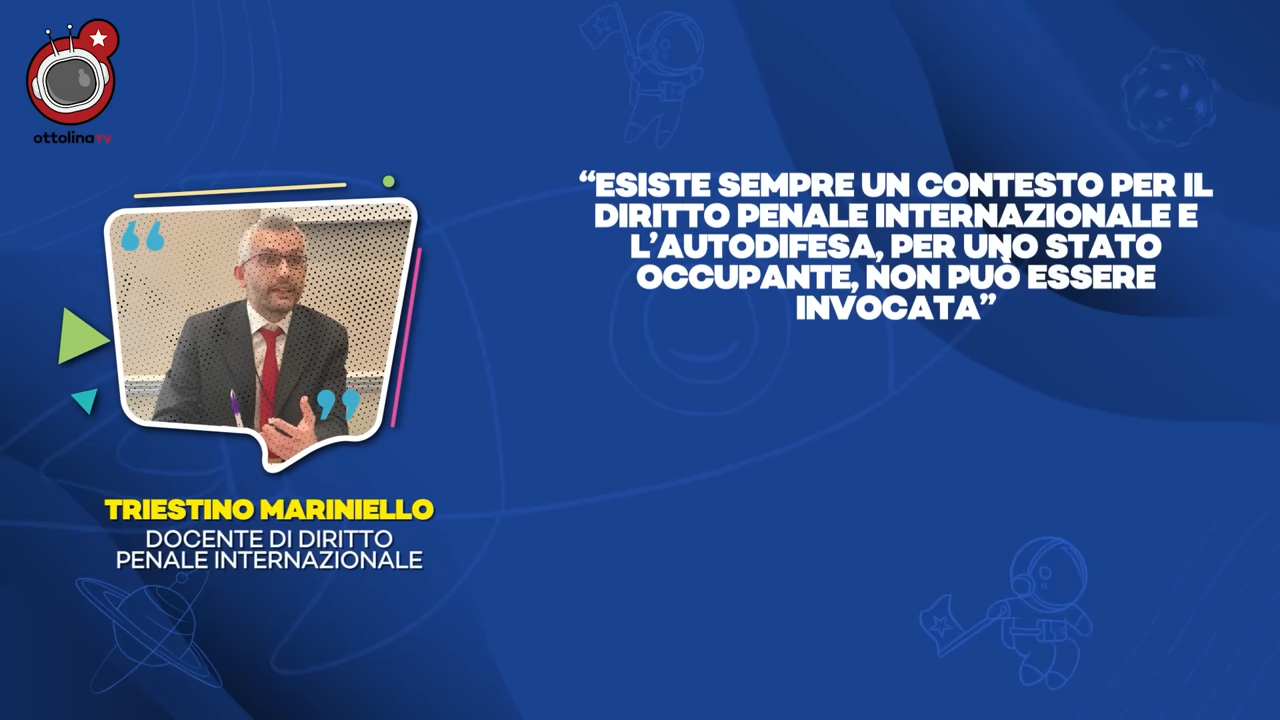 ottolinaTV
“ESISTE SEMPRE UN CONTESTO PER IL
DIRITTO PENALE INTERNAZIONALE E
L’AUTODIFESA, PER UNO STATO
OCCUPANTE, NON PUÒ ESSERE
INVOCATA”
TRIESTINO MARINIELLO
DOCENTE DI DIRITTO
PENALE INTERNAZIONALE